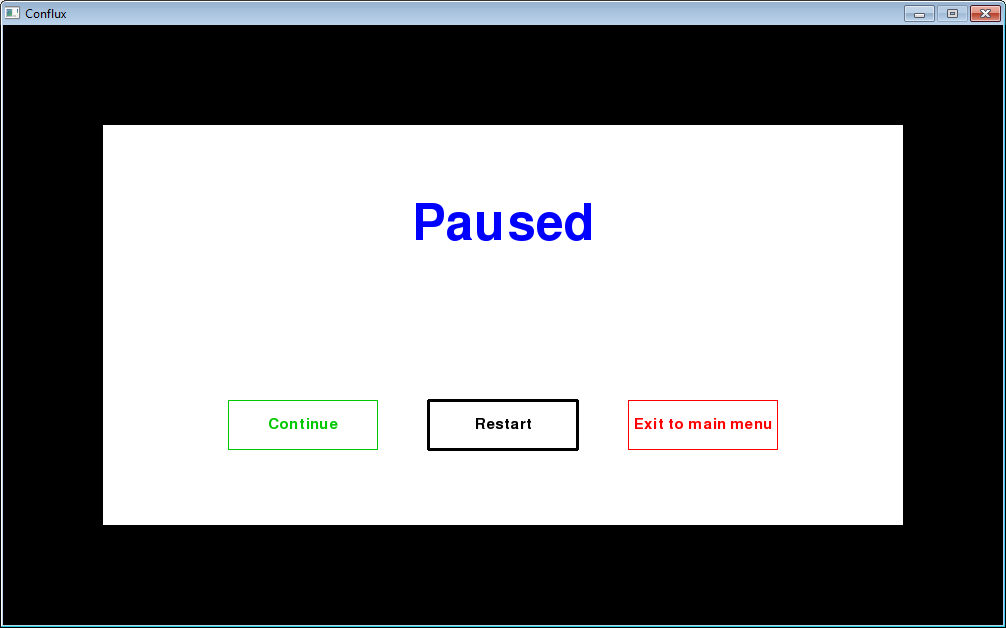 Conflux
Paused
Continue
Restart
Exit to main menu